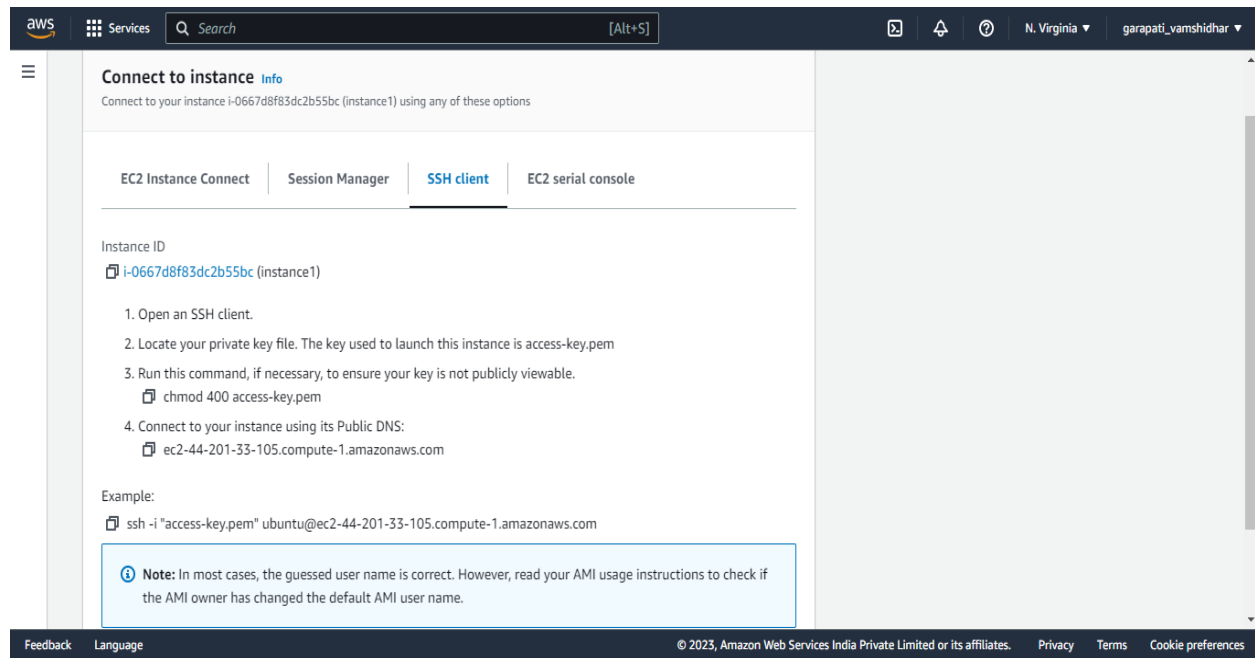 aws Services Search [Alt+S] N. Virginia ▼ garapati_vamshidhar ▼
Connect to instance Info
Connect to your instance i-0667d8f83dc2b55bc (instance1) using any of these options
EC2 Instance Connect Session Manager SSH client EC2 serial console
Instance ID
i-0667d8f83dc2b55bc (instance1)
1. Open an SSH client.
2. Locate your private key file. The key used to launch this instance is access-key.pem
3. Run this command, if necessary, to ensure your key is not publicly viewable.
chmod 400 access-key.pem
4. Connect to your instance using its Public DNS:
ec2-44-201-33-105.compute-1.amazonaws.com
Example:
ssh -i "access-key.pem" ubuntu@ec2-44-201-33-105.compute-1.amazonaws.com
Note: In most cases, the guessed user name is correct. However, read your AMI usage instructions to check if
the AMI owner has changed the default AMI user name.
Feedback Language © 2023, Amazon Web Services India Private Limited or its affiliates. Privacy Terms Cookie preferences